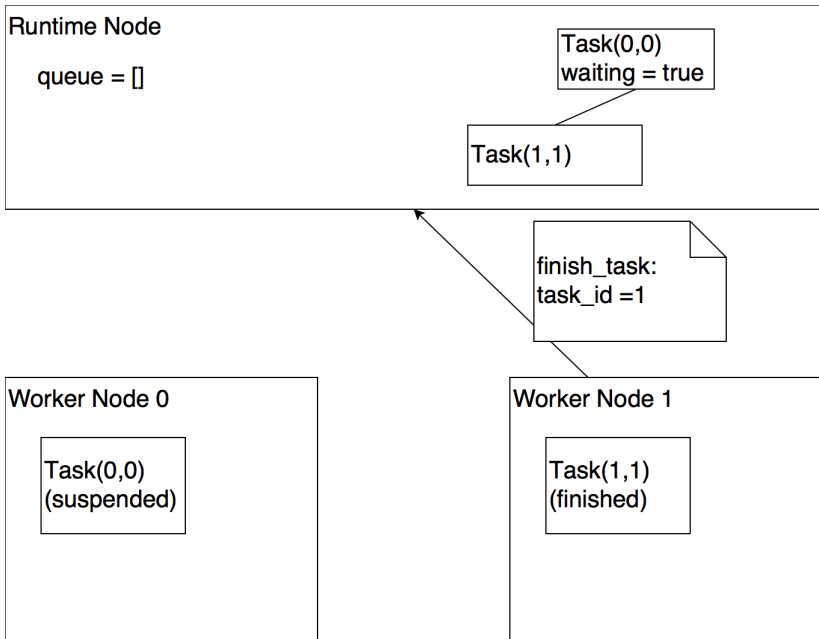 Runtime Node
queue = []
Task(0,0)
waiting = true
Task(1,1)
finish_task:
task_id =1
Worker Node 0
Task(0,0)
(suspended)
Worker Node 1
Task(1,1)
(finished)